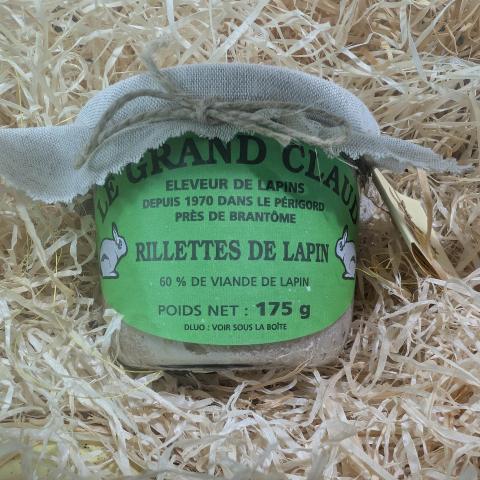 LE GRAND CLAUD
ELEVEUR DE LAPINS
DEPUIS 1970 DANS LE PÉRIGORD
PRÈS DE BRANTÔME
RILLETTES DE LAPIN
60 % DE VIANDE DE LAPIN
POIDS NET : 175 g
DLUO : VOIR SOUS LA BOÎTE